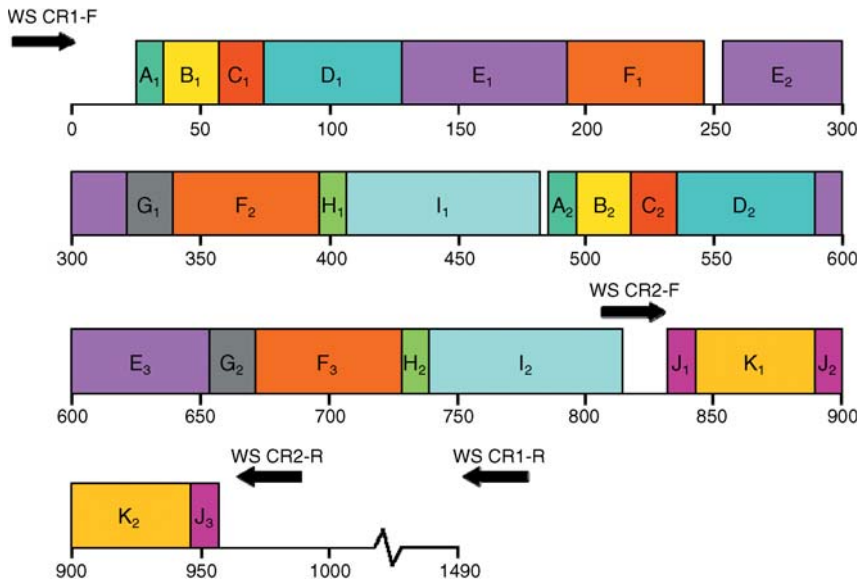 WS CR1-F
A₁ B₁ C₁ D₁ E₁ F₁ E₂
0 50 100 150 200 250 300
G₁ F₂ H₁ I₁ A₂ B₂ C₂ D₂
300 350 400 450 500 550 600
WS CR2-F
E₃ G₂ F₃ H₂ I₂ J₁ K₁ J₂
600 650 700 750 800 850 900
WS CR2-R WS CR1-R
K₂ J₃
900 950 1000 1490